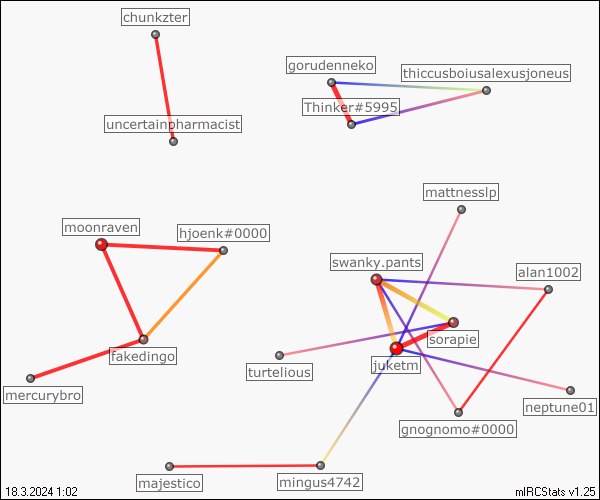 chunkzter
gorudenneko
thiccusboiusalexusjoneus
Thinker#5995
uncertainpharmacist
mattnesslp
moonraven
hjoenk#0000
swanky.pants
alan1002
sorapie
fakedingo
juketm
turtelious
mercurybro
neptune01
gnognomo#0000
majestico
mingus4742
18.3.2024 1:02
mIRCStats v1.25